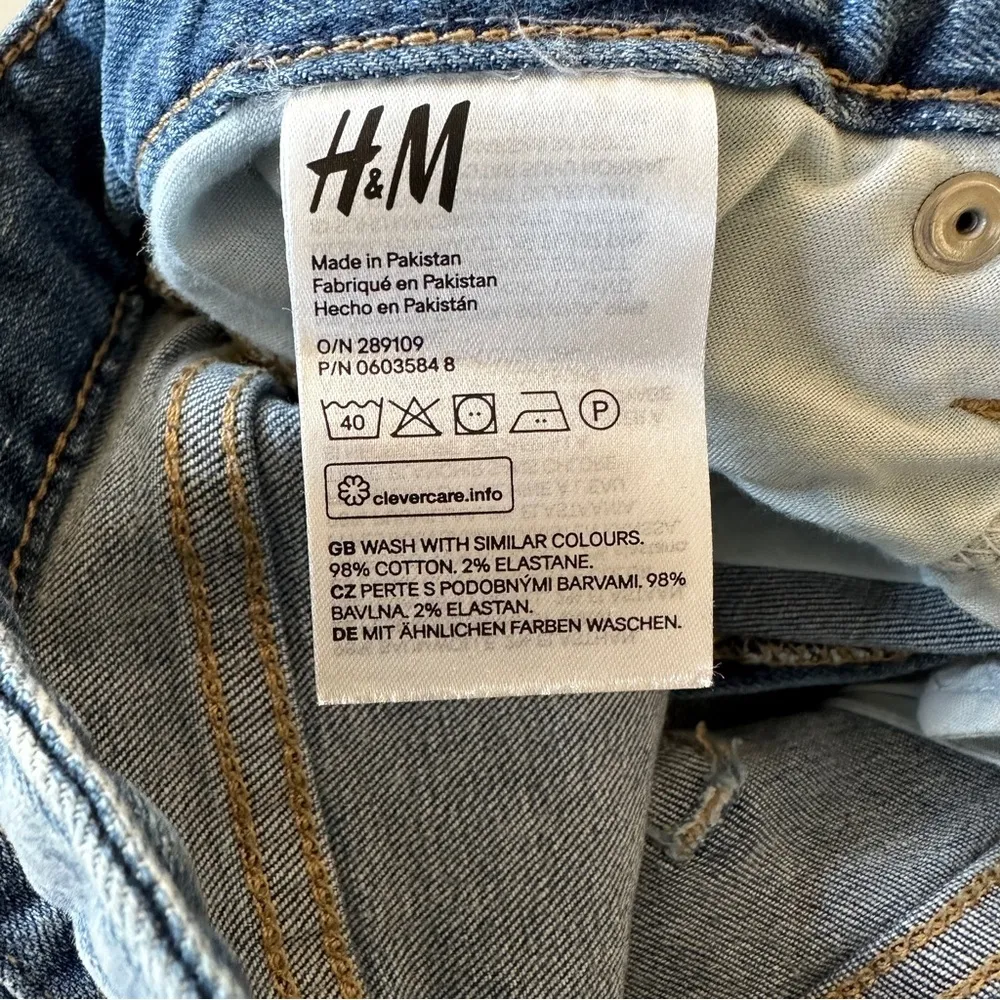 H&M
Made in Pakistan
Fabriqué en Pakistan
Hecho en Pakistán
O/N 289109
P/N 0603584 8
40 P
clevercare.info
GB WASH WITH SIMILAR COLOURS.
98% COTTON. 2% ELASTANE.
CZ PERTE S PODOBNÝMI BARVAMI. 98%
BAVLNA. 2% ELASTAN.
DE MIT ÄHNLICHEN FARBEN WASCHEN.